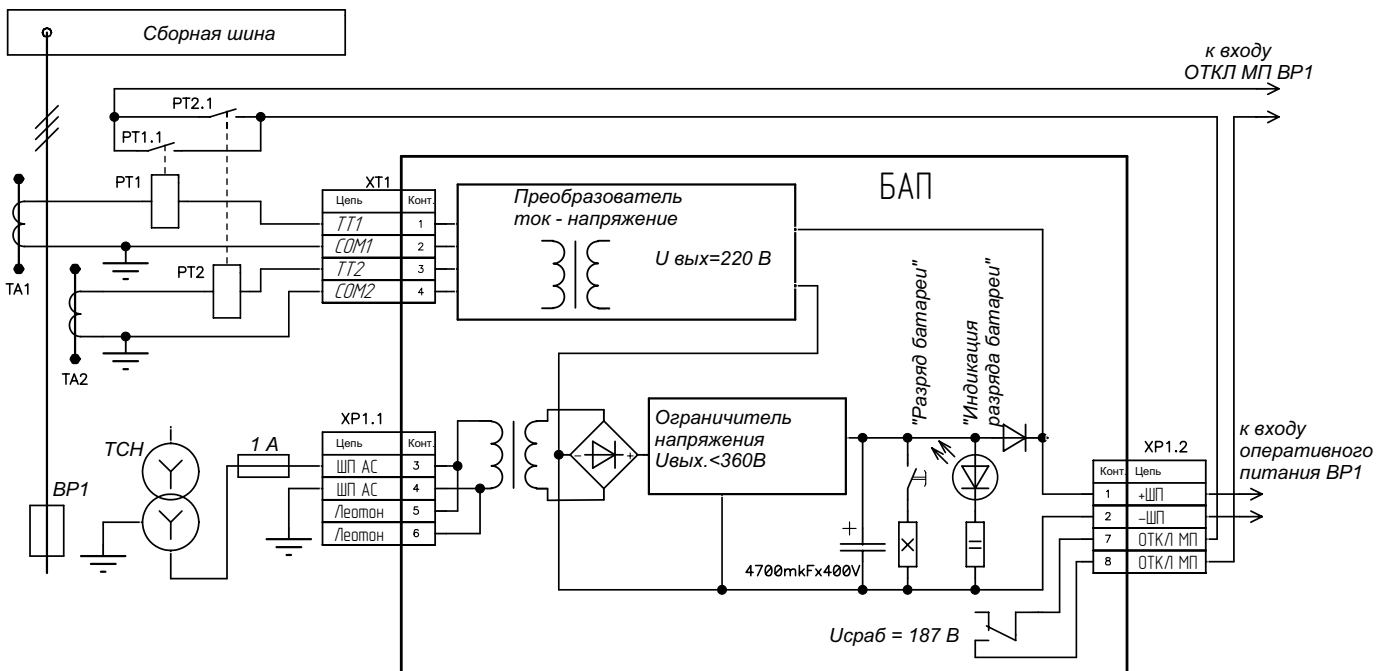 Сборная шина
к входу
ОТКЛ МП ВР1
РТ2.1
РТ1.1
РТ1
РТ2
ТА1
ТА2
ХТ1
Цепь Конт.
ТТ1 1
СОМ1 2
ТТ2 3
СОМ2 4
БАП
Преобразователь
ток - напряжение
U вых=220 В
"Разряд батареи"
"Индикация
разряда батареи"
ТСН
1 А
ВР1
ХР1.1
Цепь Конт.
ШП АС 3
ШП АС 4
Леотон 5
Леотон 6
Ограничитель
напряжения
Uвых.<360В
- +
+
4700mkFx400V
Uсраб = 187 В
ХР1.2
Конт. Цепь
1 +ШП
2 -ШП
7 ОТКЛ МП
8 ОТКЛ МП
к входу
оперативного
питания ВР1